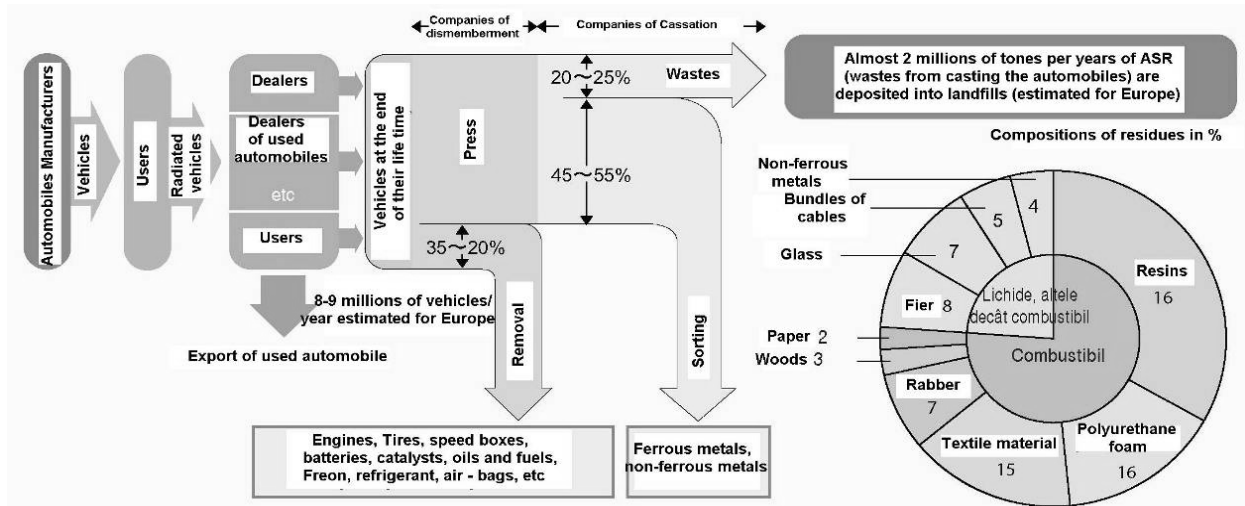 Companies of
dismemberment
Companies of Cassation
Automobiles Manufacturers
Vehicles
Users
Radiated
vehicles
Dealers
Dealers
of used
automobiles
etc
Users
Vehicles at the end
of their life time
Press
20～25%
Wastes
45～55%
35～20%
Removal
Sorting
8-9 millions of vehicles/
year estimated for Europe
Export of used automobile
Engines, Tires, speed boxes,
batteries, catalysts, oils and fuels,
Freon, refrigerant, air - bags, etc
Ferrous metals,
non-ferrous metals
Almost 2 millions of tones per years of ASR
(wastes from casting the automobiles) are
deposited into landfills (estimated for Europe)
Compositions of residues in %
Non-ferrous
metals
4
Bundles of
cables
5
Glass
7
Fier 8
Paper 2
Woods 3
Rabber
7
Textile material
15
Polyurethane
foam
16
Resins
16
Lichide, altele
decât combustibil
Combustibil